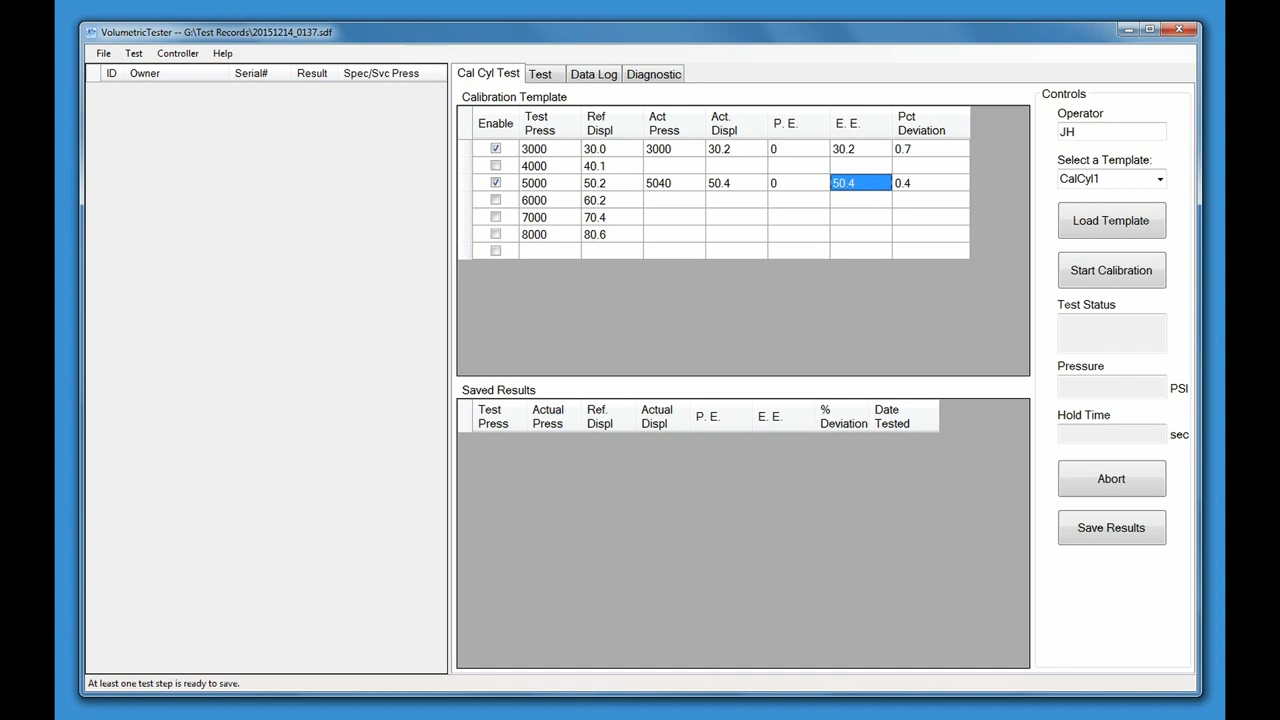 VolumetricTester -- G:\Test Records\20151214_0137.sdf
File Test Controller Help
ID Owner Serial# Result Spec/Svc Press
Cal Cyl Test Test Data Log Diagnostic
Calibration Template
Enable Test Press Ref Displ Act Press Act. Displ P. E. E. E. Pct Deviation
3000 30.0 3000 30.2 0 30.2 0.7
4000 40.1
5000 50.2 5040 50.4 0 50.4 0.4
6000 60.2
7000 70.4
8000 80.6
Saved Results
Test Press Actual Press Ref. Displ Actual Displ P. E. E. E. % Deviation Date Tested
Controls
Operator
JH
Select a Template:
CalCyl1
Load Template
Start Calibration
Test Status
Pressure
PSI
Hold Time
sec
Abort
Save Results
At least one test step is ready to save.